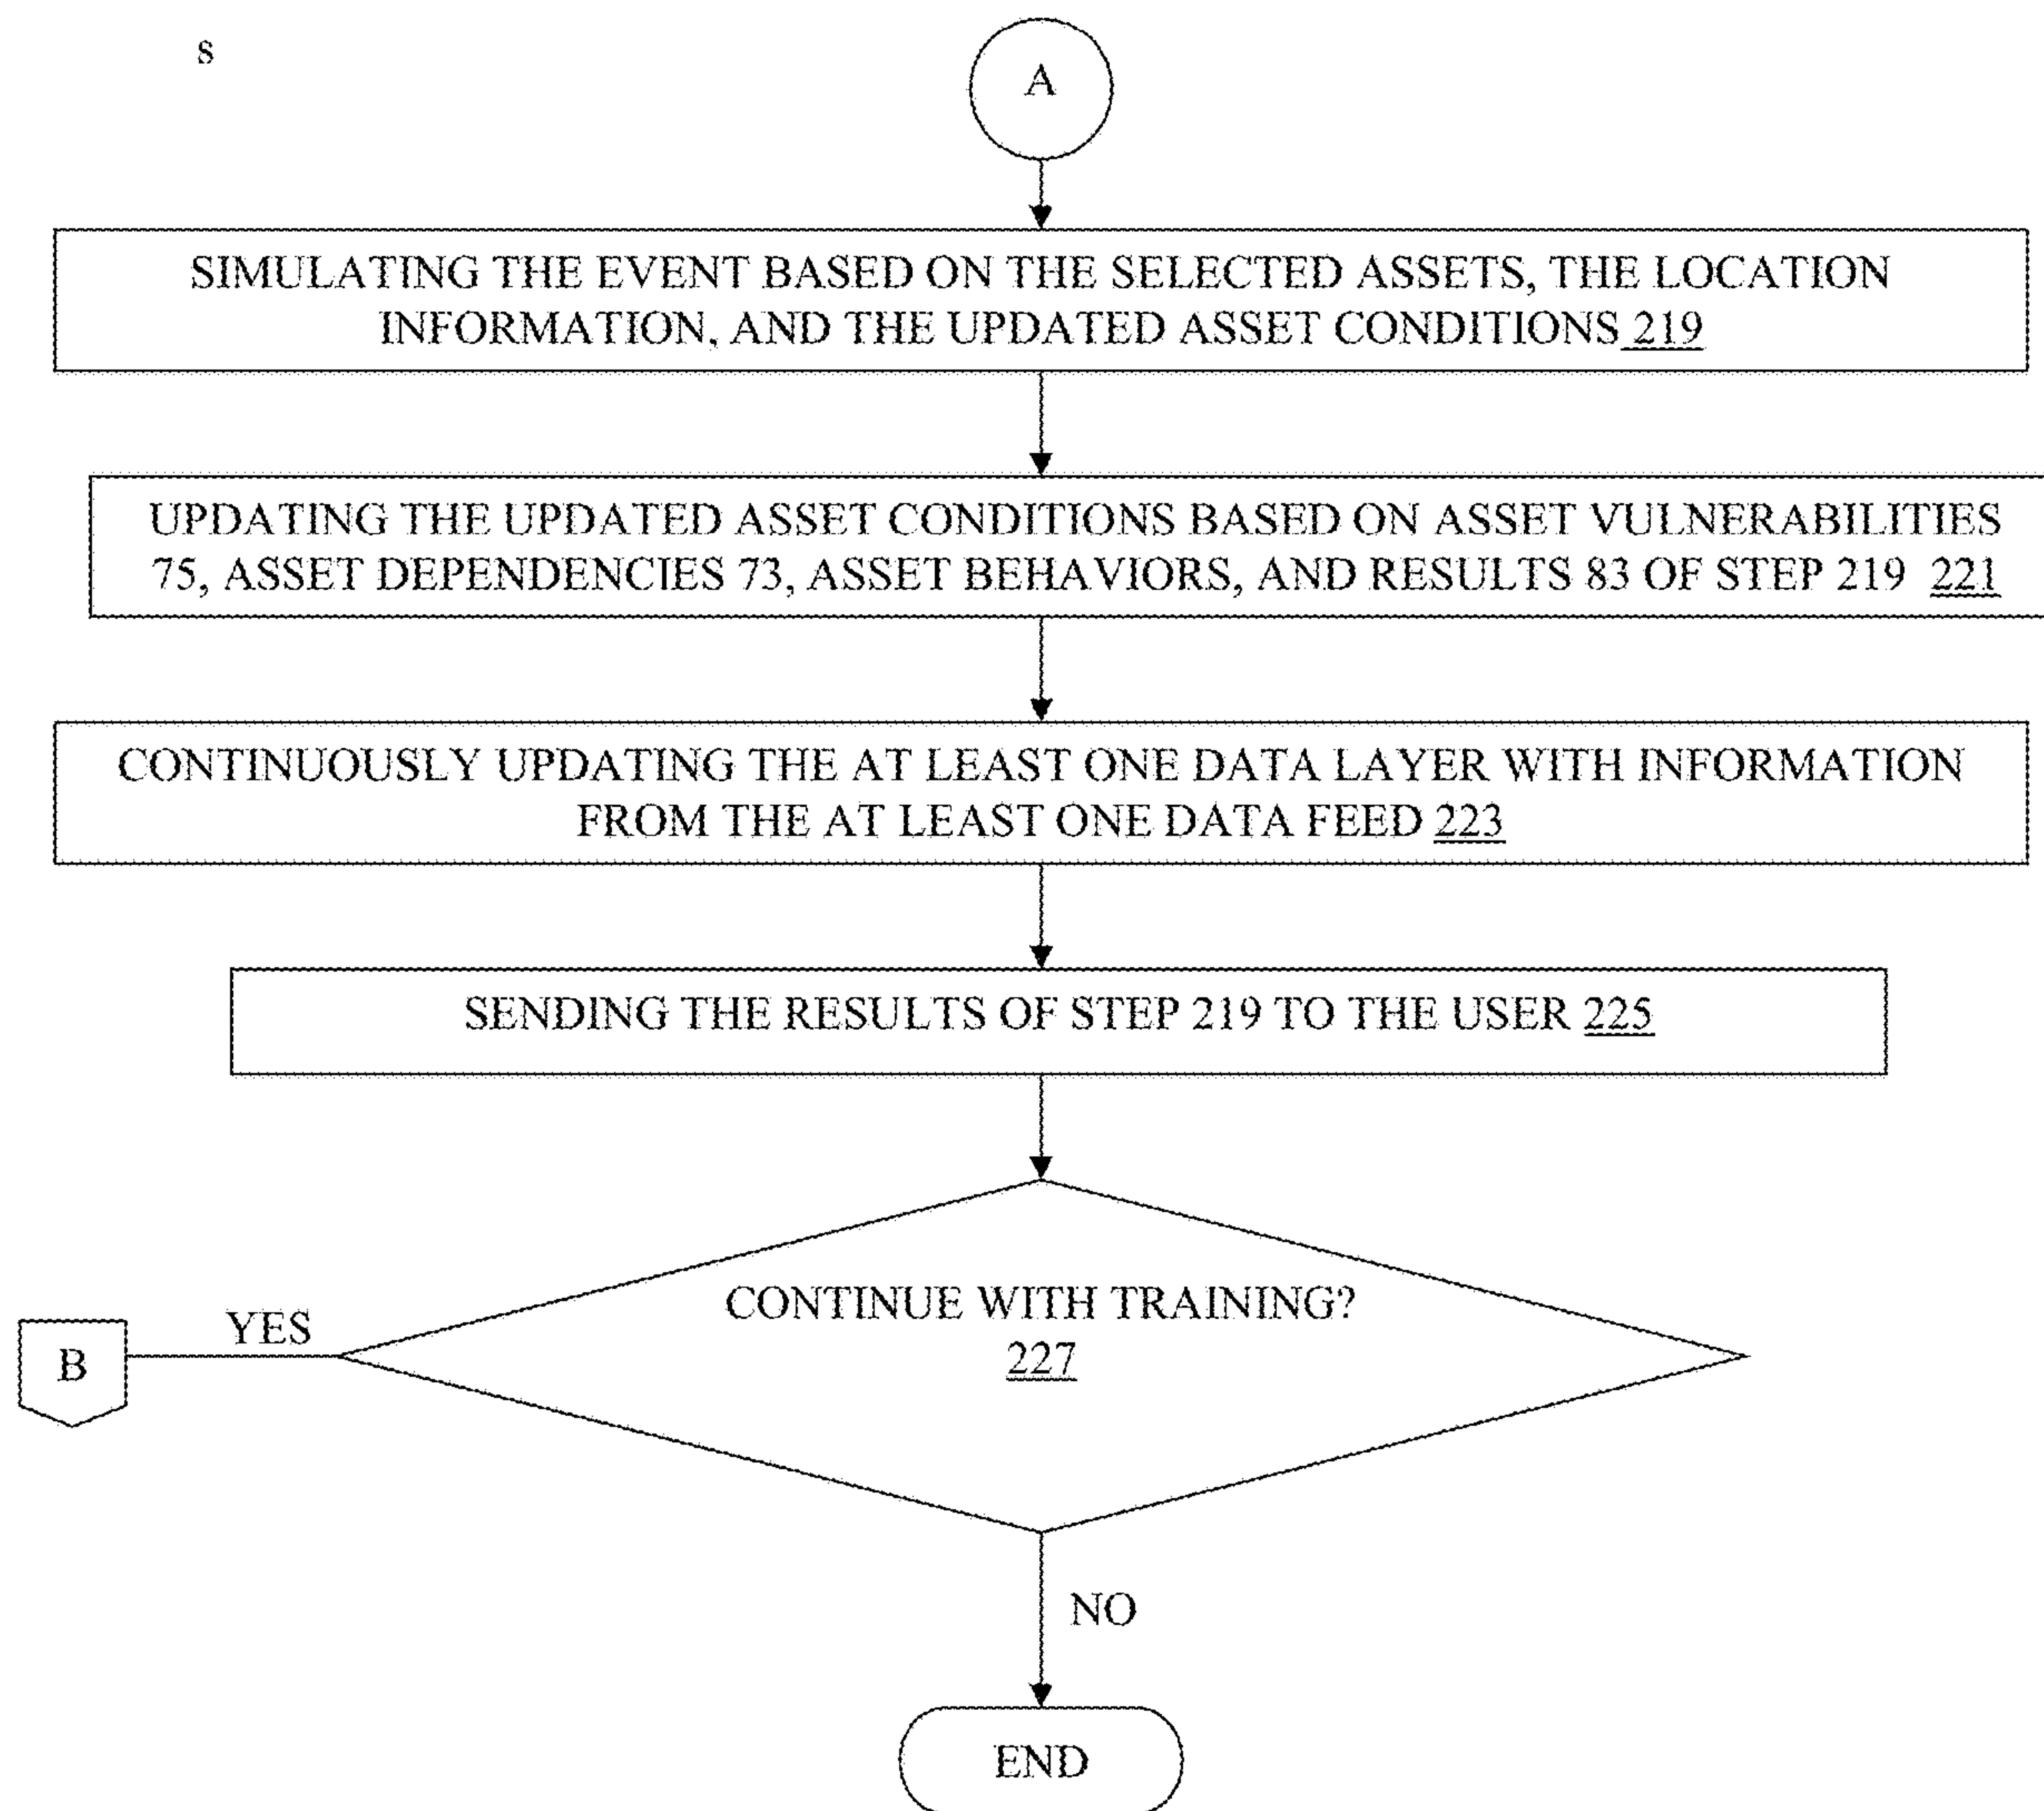 s
A
SIMULATING THE EVENT BASED ON THE SELECTED ASSETS, THE LOCATION
INFORMATION, AND THE UPDATED ASSET CONDITIONS 219
UPDATING THE UPDATED ASSET CONDITIONS BASED ON ASSET VULNERABILITIES
75, ASSET DEPENDENCIES 73, ASSET BEHAVIORS, AND RESULTS 83 OF STEP 219 221
CONTINUOUSLY UPDATING THE AT LEAST ONE DATA LAYER WITH INFORMATION
FROM THE AT LEAST ONE DATA FEED 223
SENDING THE RESULTS OF STEP 219 TO THE USER 225
CONTINUE WITH TRAINING?
227
YES
B
NO
END